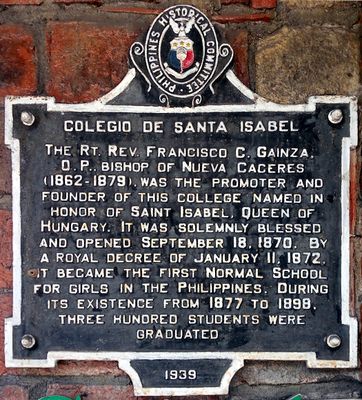 PHILIPPINES HISTORICAL COMMITTEE
COLEGIO DE SANTA ISABEL
THE RT. REV. FRANCISCO C. GAINZA,
O.P., BISHOP OF NUEVA CACERES
(1862-1879), WAS THE PROMOTER AND
FOUNDER OF THIS COLLEGE NAMED IN
HONOR OF SAINT ISABEL, QUEEN OF
HUNGARY. IT WAS SOLEMNLY BLESSED
AND OPENED SEPTEMBER 18, 1870. BY
A ROYAL DECREE OF JANUARY 11, 1872,
IT BECAME THE FIRST NORMAL SCHOOL
FOR GIRLS IN THE PHILIPPINES. DURING
ITS EXISTENCE FROM 1877 TO 1898,
THREE HUNDRED STUDENTS WERE
GRADUATED
1939